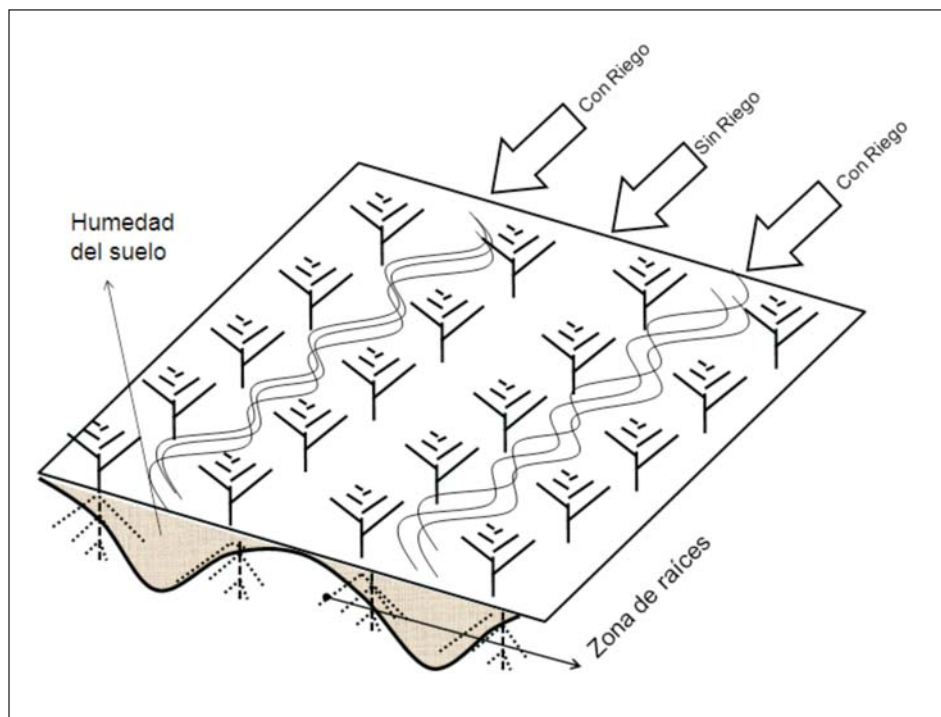 Con Riego
Sin Riego
Con Riego
Humedad
del suelo
Zona de raíces